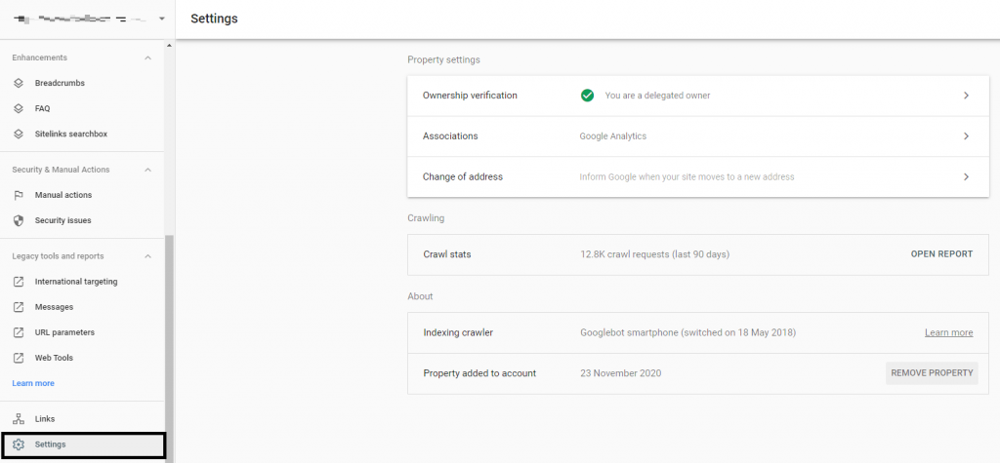 Settings
Enhancements
Breadcrumbs
FAQ
Sitelinks searchbox
Security & Manual Actions
Manual actions
Security issues
Legacy tools and reports
International targeting
Messages
URL parameters
Web Tools
Learn more
Links
Settings
Property settings
Ownership verification You are a delegated owner
Associations Google Analytics
Change of address Inform Google when your site moves to a new address
Crawling
Crawl stats 12.8K crawl requests (last 90 days) OPEN REPORT
About
Indexing crawler Googlebot smartphone (switched on 18 May 2018) Learn more
Property added to account 23 November 2020 REMOVE PROPERTY